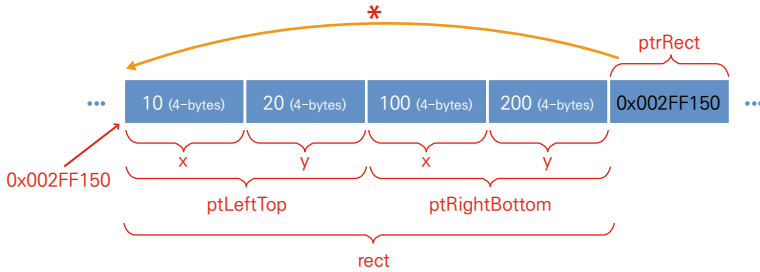 *
ptrRect
... 10 (4-bytes) 20 (4-bytes) 100 (4-bytes) 200 (4-bytes) 0x002FF150 ...
x y x y
0x002FF150
ptLeftTop ptRightBottom
rect